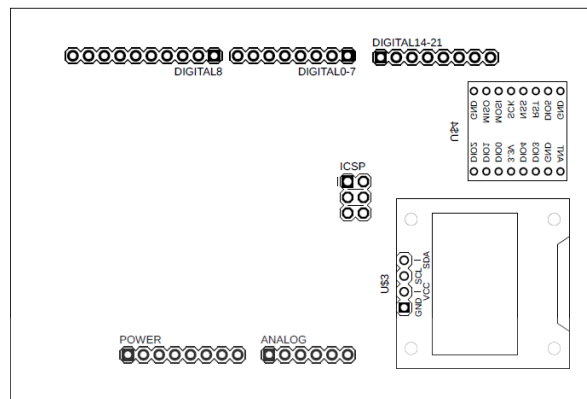 DIGITAL14-21
DIGITAL8
DIGITAL0-7
GND
MISO
MOSI
SCK
NSS
RST
DIO5
GND
U$4
DIO2
DIO1
DIO0
3.3V
DIO4
DIO3
GND
ANT
ICSP
U$3
SDA
SCL
VCC
GND
POWER
ANALOG